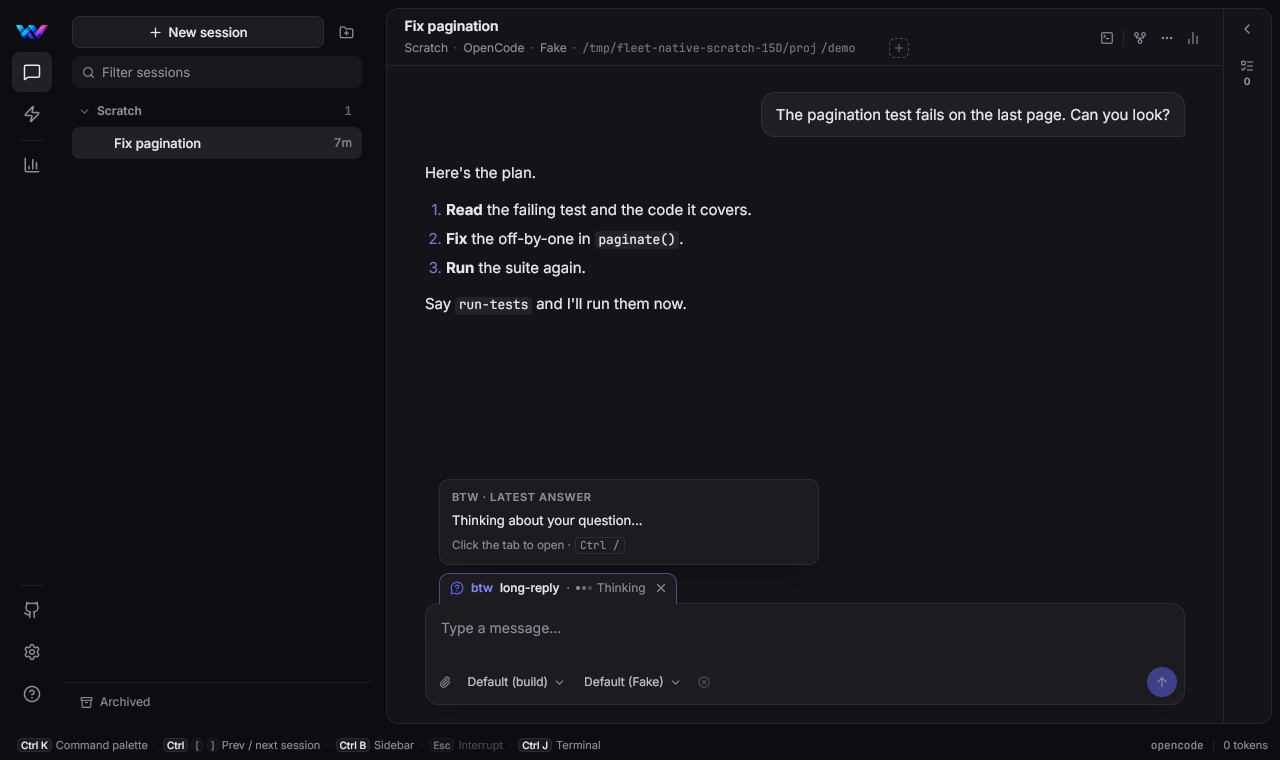 New session
Filter sessions
Scratch 1
Fix pagination 7m
Archived
Fix pagination
Scratch · OpenCode · Fake · /tmp/fleet-native-scratch-15D/proj /demo
0
The pagination test fails on the last page. Can you look?
Here's the plan.
1. Read the failing test and the code it covers.
2. Fix the off-by-one in paginate().
3. Run the suite again.
Say run-tests and I'll run them now.
BTW · LATEST ANSWER
Thinking about your question...
Click the tab to open · Ctrl /
btw long-reply · Thinking
Type a message...
Default (build) Default (Fake)
Ctrl K Command palette · Ctrl [ ] Prev / next session · Ctrl B Sidebar · Esc Interrupt · Ctrl J Terminal
opencode 0 tokens